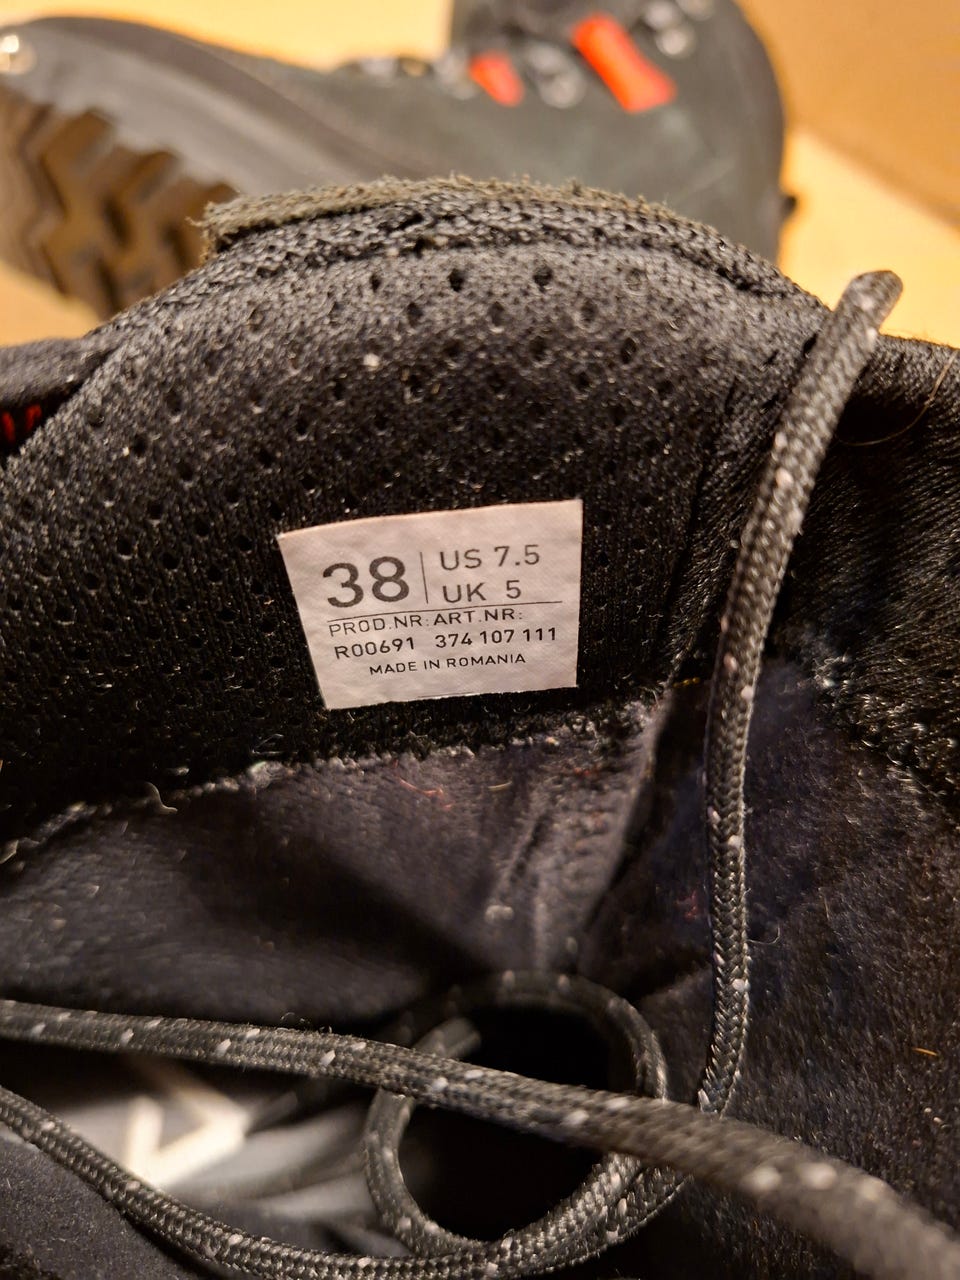 38 US 7.5
UK 5
PROD.NR: ART.NR:
R00691 374 107 111
MADE IN ROMANIA